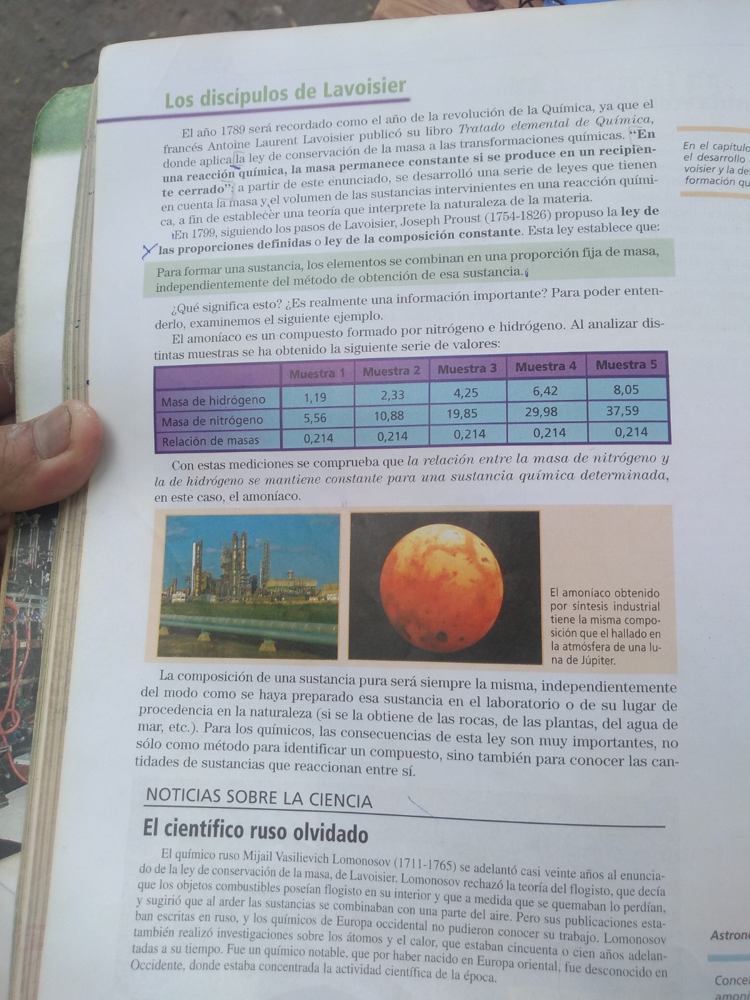 Los discípulos de Lavoisier
El año 1789 será recordado como el año de la revolución de la Química, ya que el
francés Antoine Laurent Lavoisier publicó su libro Tratado elemental de Química,
donde aplica la ley de conservación de la masa a las transformaciones químicas. “En
una reacción química, la masa permanece constante si se produce en un recipien-
te cerrado”; a partir de este enunciado, se desarrolló una serie de leyes que tienen
en cuenta la masa y el volumen de las sustancias intervinientes en una reacción quími-
ca, a fin de establecer una teoría que interprete la naturaleza de la materia.
En 1799, siguiendo los pasos de Lavoisier, Joseph Proust (1754-1826) propuso la ley de
las proporciones definidas o ley de la composición constante. Esta ley establece que:
Para formar una sustancia, los elementos se combinan en una proporción fija de masa,
independientemente del método de obtención de esa sustancia.
¿Qué significa esto? ¿Es realmente una información importante? Para poder enten-
derlo, examinemos el siguiente ejemplo.
El amoníaco es un compuesto formado por nitrógeno e hidrógeno. Al analizar dis-
tintas muestras se ha obtenido la siguiente serie de valores:
Muestra 1 Muestra 2 Muestra 3 Muestra 4 Muestra 5
Masa de hidrógeno 1,19 2,33 4,25 6,42 8,05
Masa de nitrógeno 5,56 10,88 19,85 29,98 37,59
Relación de masas 0,214 0,214 0,214 0,214 0,214
Con estas mediciones se comprueba que la relación entre la masa de nitrógeno y
la de hidrógeno se mantiene constante para una sustancia química determinada,
en este caso, el amoníaco.
El amoníaco obtenido
por síntesis industrial
tiene la misma compo-
sición que el hallado en
la atmósfera de una lu-
na de Júpiter.
La composición de una sustancia pura será siempre la misma, independientemente
del modo como se haya preparado esa sustancia en el laboratorio o de su lugar de
procedencia en la naturaleza (si se la obtiene de las rocas, de las plantas, del agua de
mar, etc.). Para los químicos, las consecuencias de esta ley son muy importantes, no
sólo como método para identificar un compuesto, sino también para conocer las can-
tidades de sustancias que reaccionan entre sí.
NOTICIAS SOBRE LA CIENCIA
El científico ruso olvidado
El químico ruso Mijail Vasilievich Lomonosov (1711-1765) se adelantó casi veinte años al enuncia-
do de la ley de conservación de la masa, de Lavoisier. Lomonosov rechazó la teoría del flogisto, que decía
que los objetos combustibles poseían flogisto en su interior y que a medida que se quemaban lo perdían,
y sugirió que al arder las sustancias se combinaban con una parte del aire. Pero sus publicaciones esta-
ban escritas en ruso, y los químicos de Europa occidental no pudieron conocer su trabajo. Lomonosov
también realizó investigaciones sobre los átomos y el calor, que estaban cincuenta o cien años adelan-
tadas a su tiempo. Fue un químico notable, que por haber nacido en Europa oriental, fue desconocido en
Occidente, donde estaba concentrada la actividad científica de la época.
En el capítulo
el desarrollo
voisier y la de
formación qu